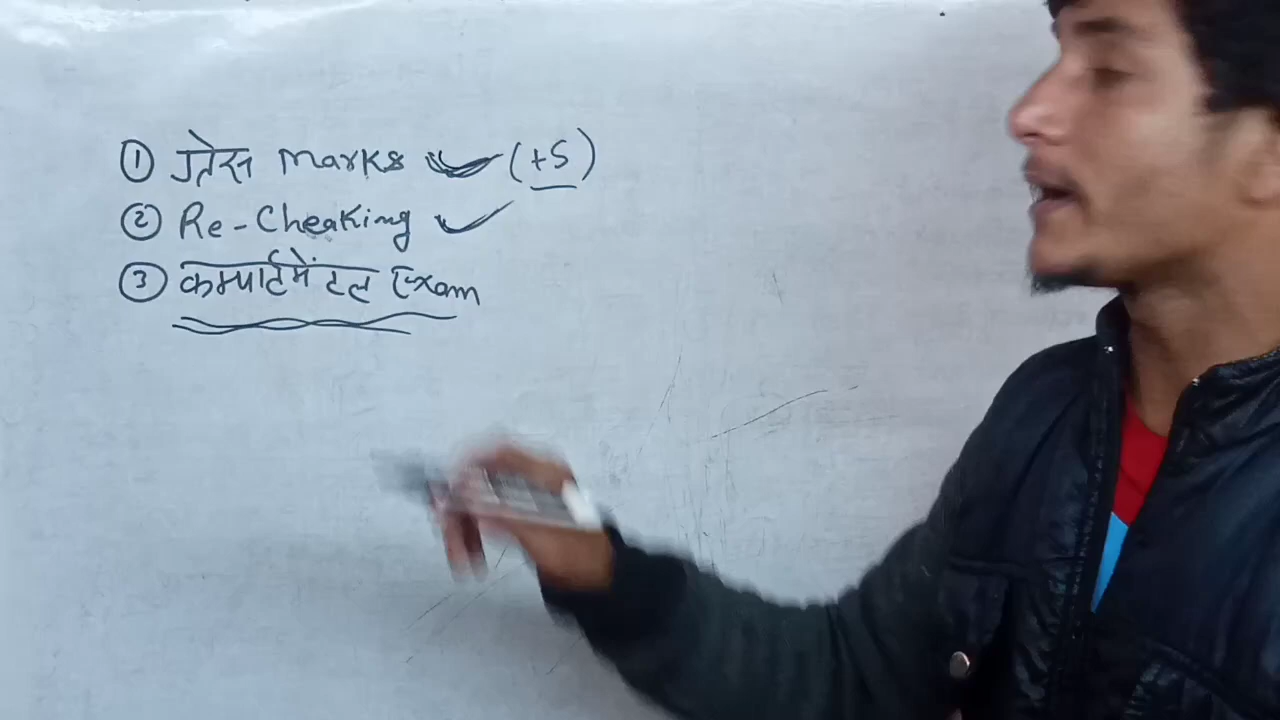 ① ग्रेस Marks (+5)
② Re-Cheaking
③ कम्पार्टमेंटल Exam